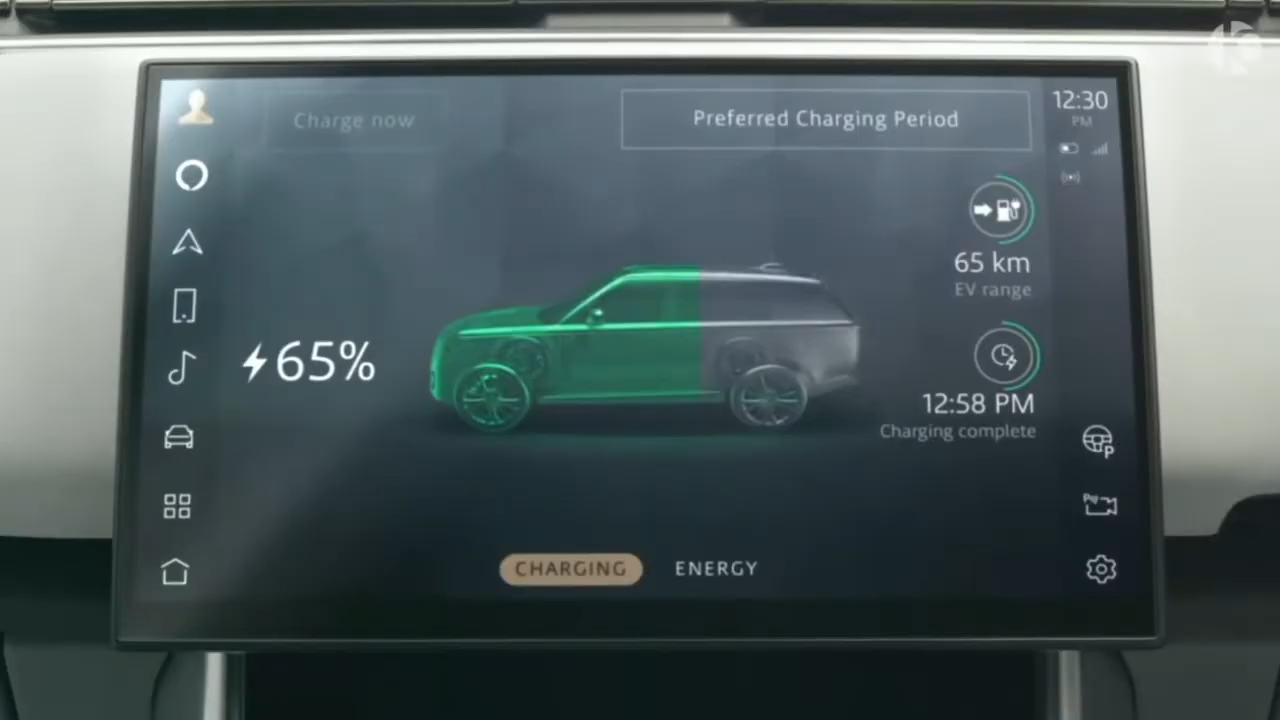 Charge now
Preferred Charging Period
12:30
PM
65 km
EV range
65%
12:58 PM
Charging complete
P
CHARGING
ENERGY